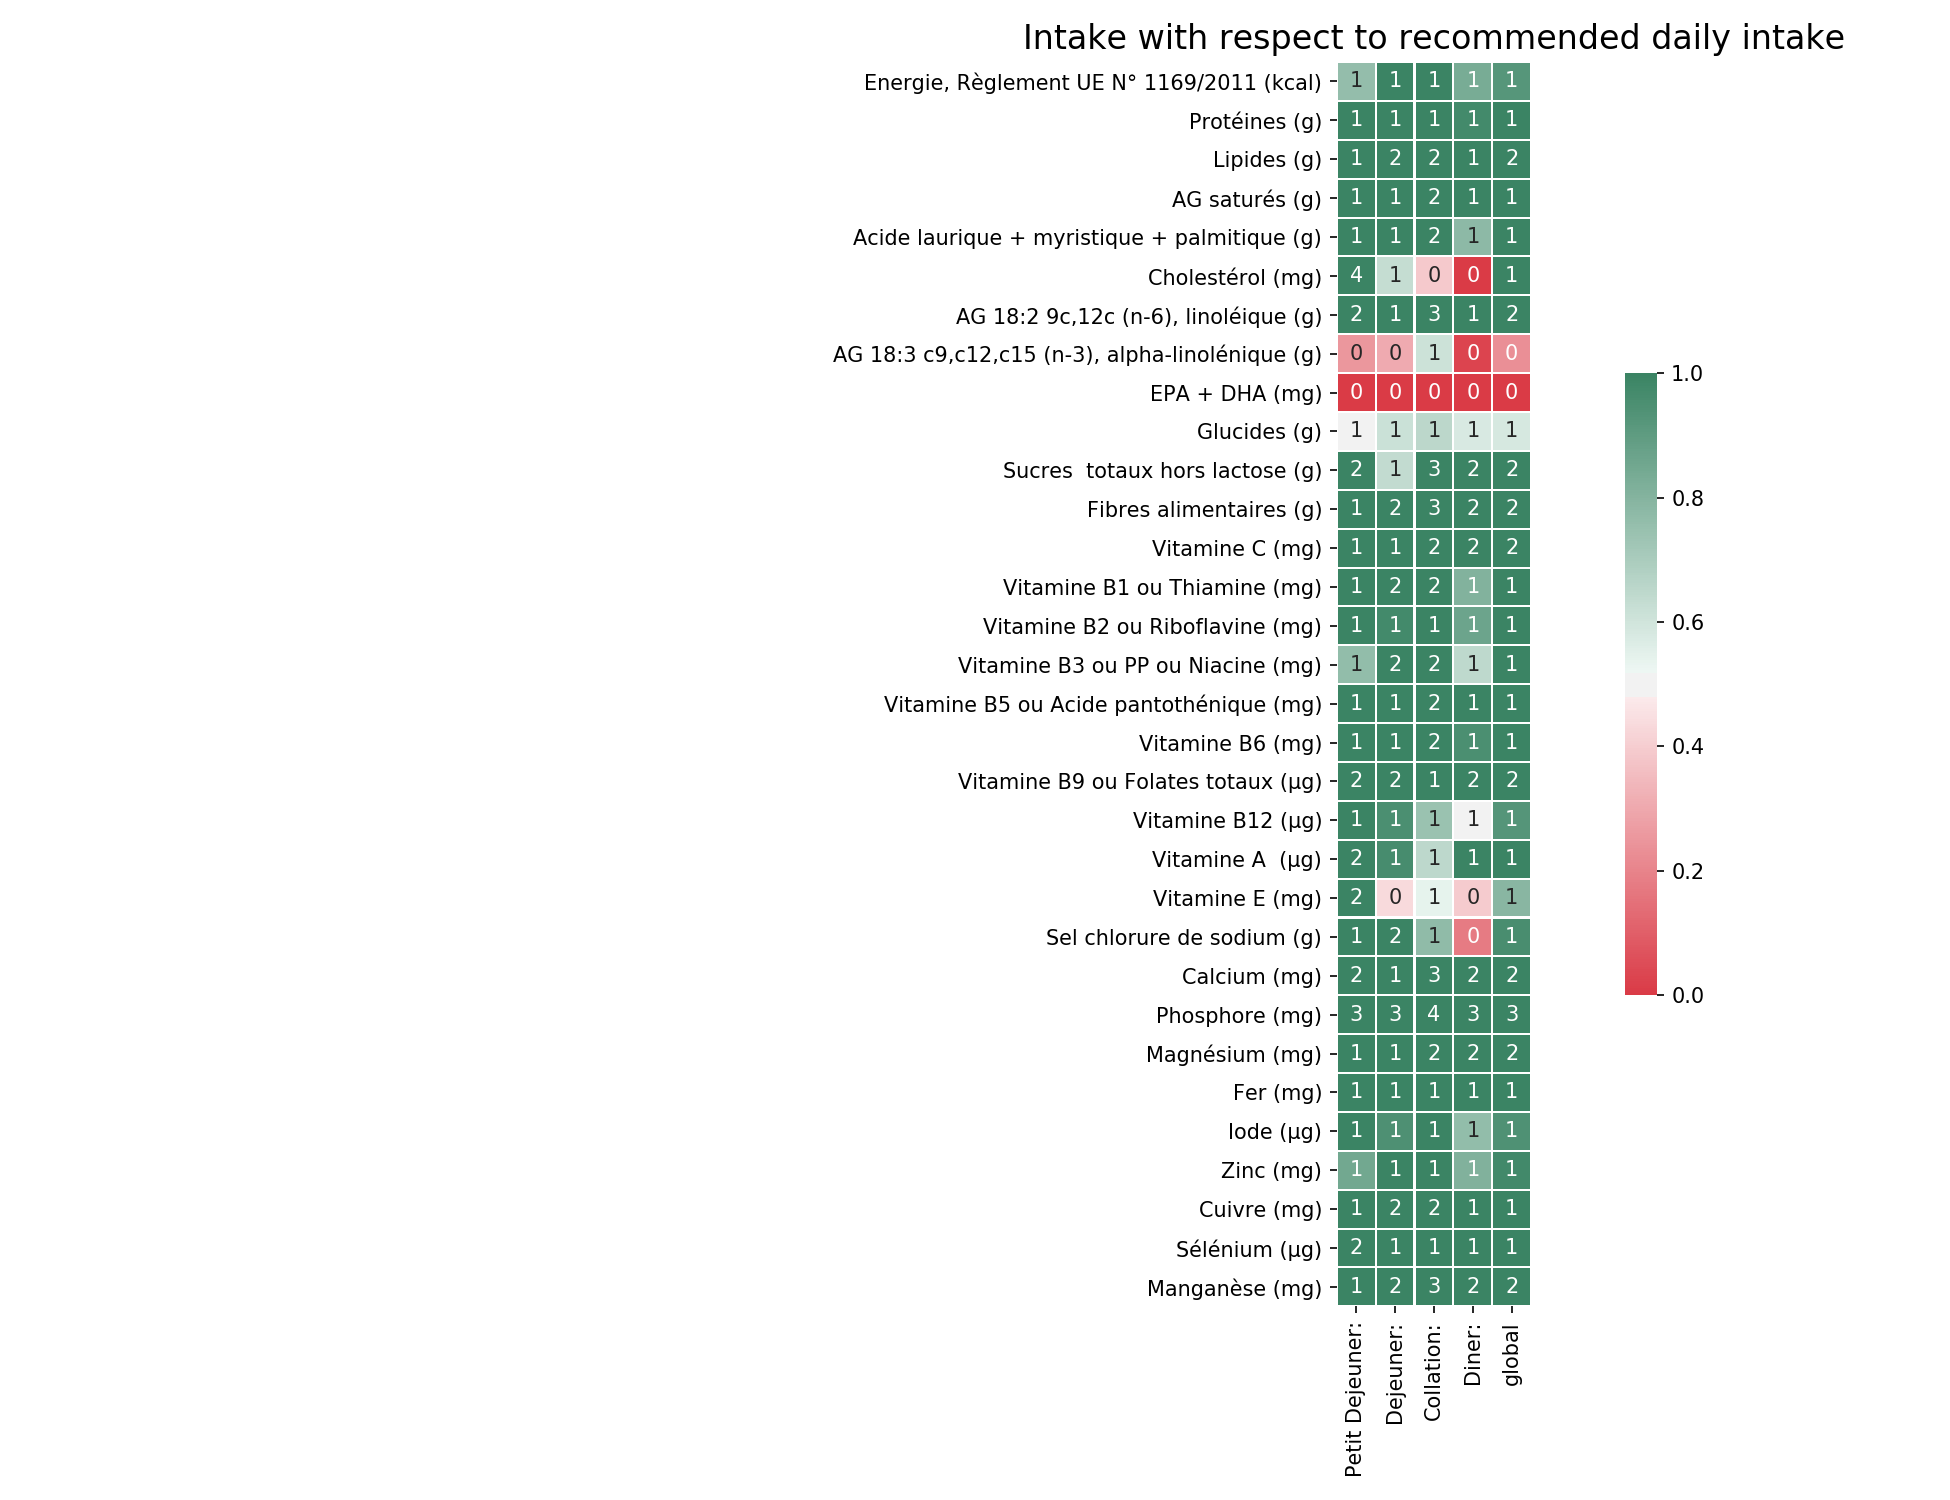 Intake with respect to recommended daily intake
Energie, Règlement UE N° 1169/2011 (kcal) 1 1 1 1 1
Protéines (g) 1 1 1 1 1
Lipides (g) 1 2 2 1 2
AG saturés (g) 1 1 2 1 1
Acide laurique + myristique + palmitique (g) 1 1 2 1 1
Cholestérol (mg) 4 1 0 0 1
AG 18:2 9c,12c (n-6), linoléique (g) 2 1 3 1 2
AG 18:3 c9,c12,c15 (n-3), alpha-linolénique (g) 0 0 1 0 0
EPA + DHA (mg) 0 0 0 0 0
Glucides (g) 1 1 1 1 1
Sucres  totaux hors lactose (g) 2 1 3 2 2
Fibres alimentaires (g) 1 2 3 2 2
Vitamine C (mg) 1 1 2 2 2
Vitamine B1 ou Thiamine (mg) 1 2 2 1 1
Vitamine B2 ou Riboflavine (mg) 1 1 1 1 1
Vitamine B3 ou PP ou Niacine (mg) 1 2 2 1 1
Vitamine B5 ou Acide pantothénique (mg) 1 1 2 1 1
Vitamine B6 (mg) 1 1 2 1 1
Vitamine B9 ou Folates totaux (µg) 2 2 1 2 2
Vitamine B12 (µg) 1 1 1 1 1
Vitamine A  (µg) 2 1 1 1 1
Vitamine E (mg) 2 0 1 0 1
Sel chlorure de sodium (g) 1 2 1 0 1
Calcium (mg) 2 1 3 2 2
Phosphore (mg) 3 3 4 3 3
Magnésium (mg) 1 1 2 2 2
Fer (mg) 1 1 1 1 1
Iode (µg) 1 1 1 1 1
Zinc (mg) 1 1 1 1 1
Cuivre (mg) 1 2 2 1 1
Sélénium (µg) 2 1 1 1 1
Manganèse (mg) 1 2 3 2 2
Petit Dejeuner:
Dejeuner:
Collation:
Diner:
global
1.0
0.8
0.6
0.4
0.2
0.0